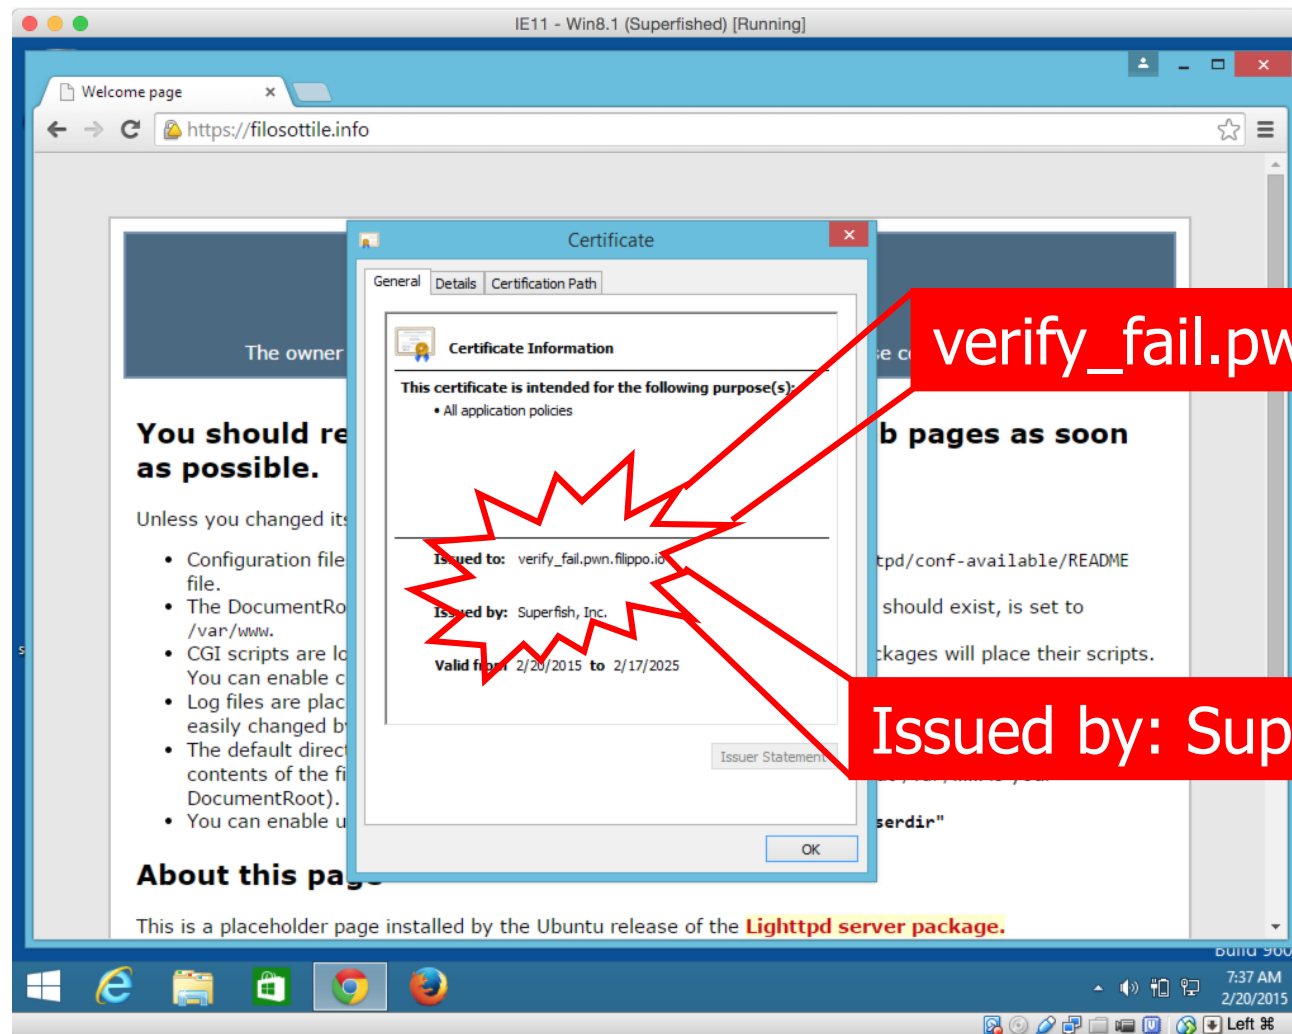 IE11 - Win8.1 (Superfished) [Running]
Welcome page
https://filosottile.info
Certificate
General Details Certification Path
Certificate Information
This certificate is intended for the following purpose(s):
• All application policies
Issued to: verify_fail.pwn.filippo.io
Issued by: Superfish, Inc.
Valid from 2/20/2015 to 2/17/2025
Issuer Statement
OK
verify_fail.pw
Issued by: Sup
The owner
se c
You should re
b pages as soon
as possible.
Unless you changed its
• Configuration file
tpd/conf-available/README
file.
• The DocumentRo
should exist, is set to
/var/www.
• CGI scripts are lo
ckages will place their scripts.
You can enable c
• Log files are plac
easily changed by
• The default direct
contents of the fi
DocumentRoot).
• You can enable u
serdir"
About this page
This is a placeholder page installed by the Ubuntu release of the Lighttpd server package.
Build 960
7:37 AM
2/20/2015
Left ⌘